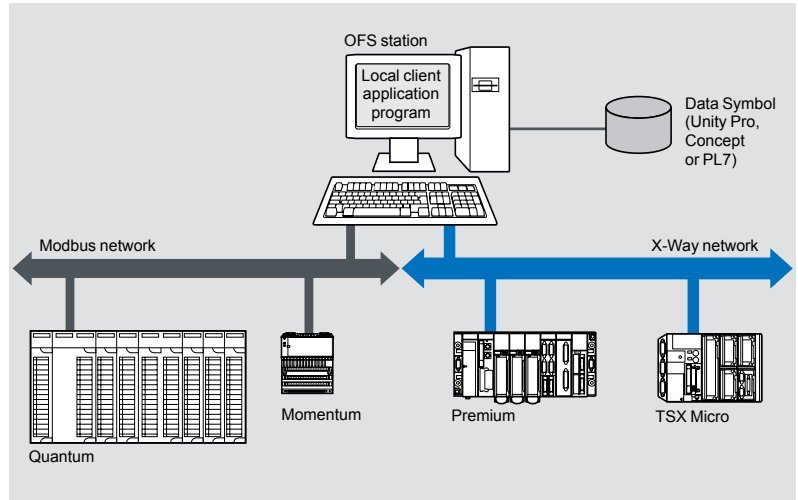 OFS station
Local client
application
program
Data Symbol
(Unity Pro,
Concept
or PL7)
Modbus network
X-Way network
Quantum
Momentum
Premium
TSX Micro